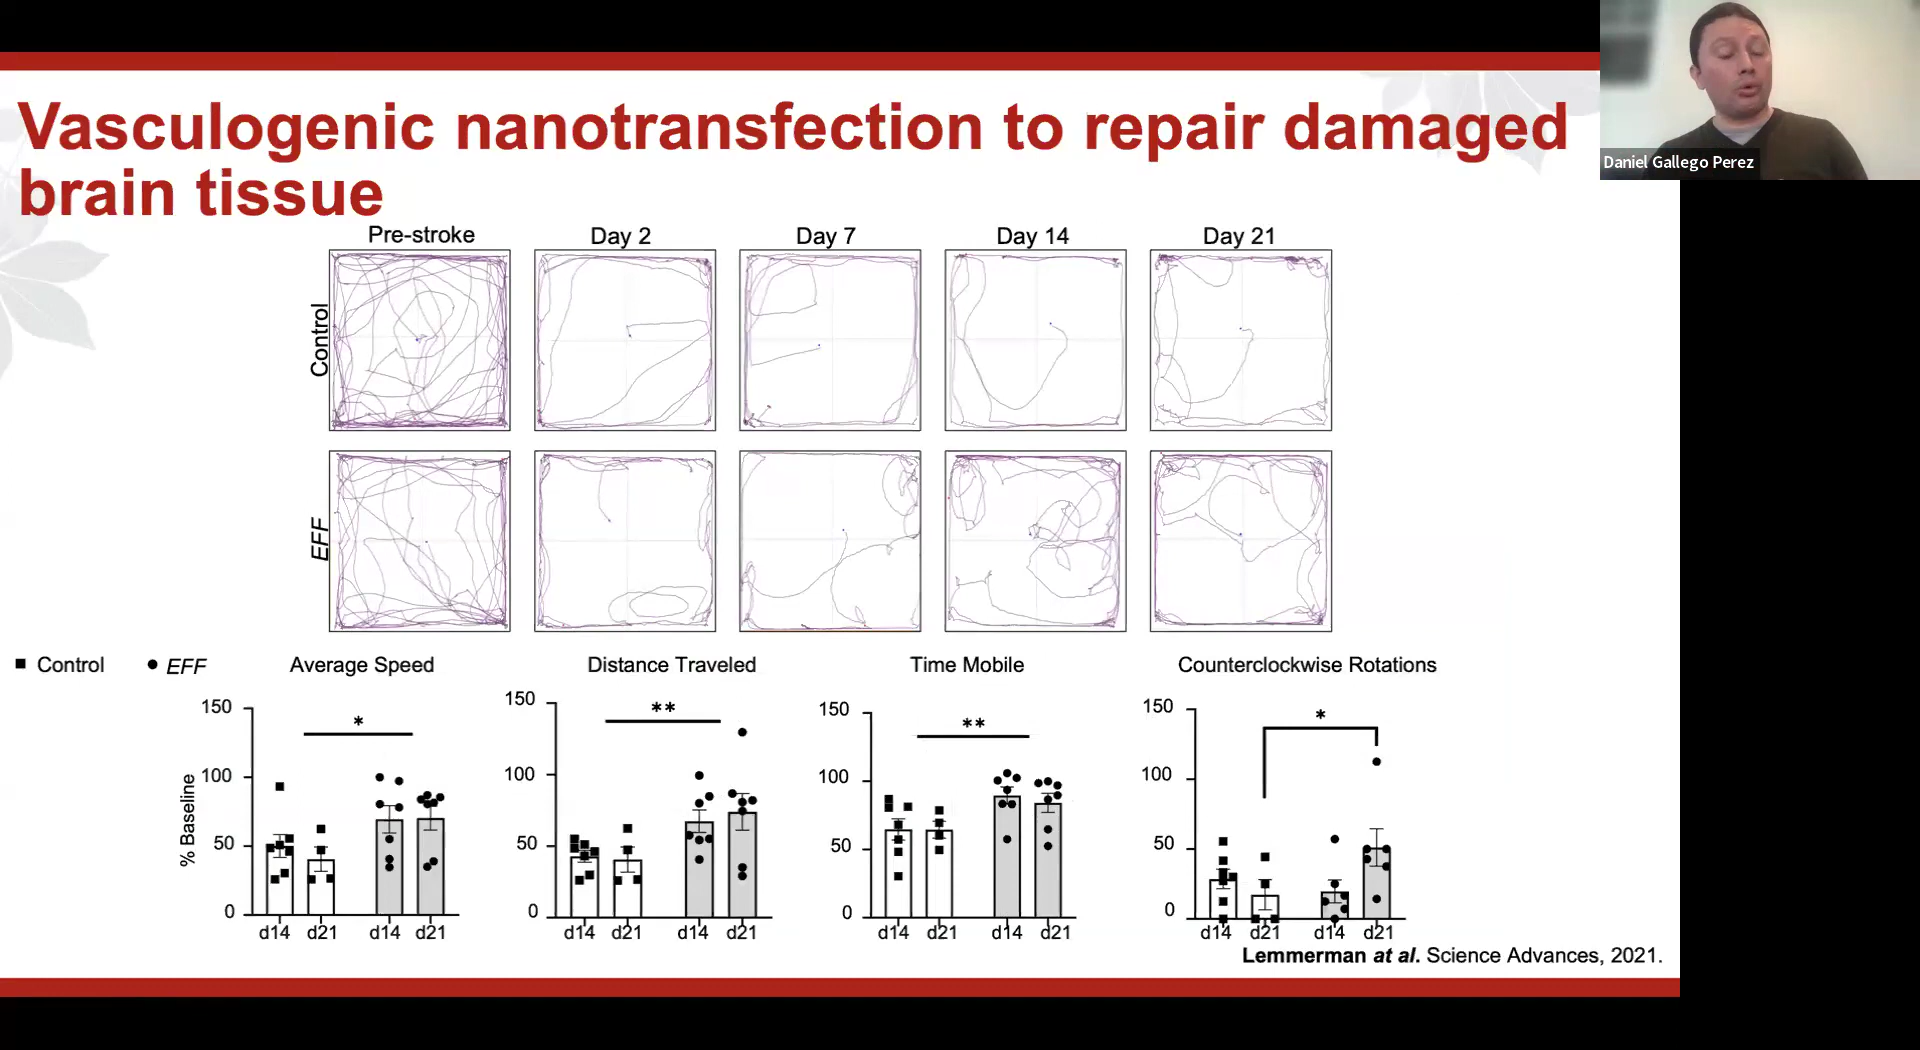 Vasculogenic nanotransfection to repair damaged
brain tissue
Daniel Gallego Perez
Pre-stroke
Day 2
Day 7
Day 14
Day 21
Control
EFF
Control
EFF
Average Speed
Distance Traveled
Time Mobile
Counterclockwise Rotations
% Baseline
150
100
50
0
*
d14
d21
d14
d21
150
100
50
0
**
d14
d21
d14
d21
150
100
50
0
**
d14
d21
d14
d21
150
100
50
0
*
d14
d21
d14
d21
Lemmerman at al. Science Advances, 2021.